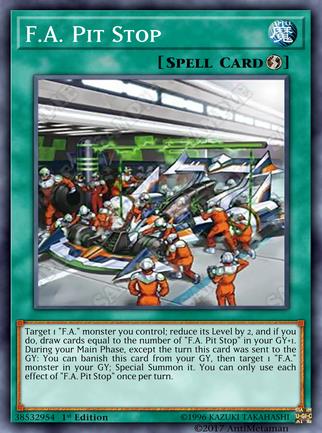 F.A. Pit Stop
[Spell Card]
Target 1 "F.A." monster you control; reduce its Level by 2, and if you
do, draw cards equal to the number of "F.A. Pit Stop" in your GY+1.
During your Main Phase, except the turn this card was sent to the
GY: You can banish this card from your GY, then target 1 "F.A."
monster in your GY; Special Summon it. You can only use each
effect of "F.A. Pit Stop" once per turn.
38532954 1st Edition ©1996 KAZUKI TAKAHASHI
©2017 AntiMetaman